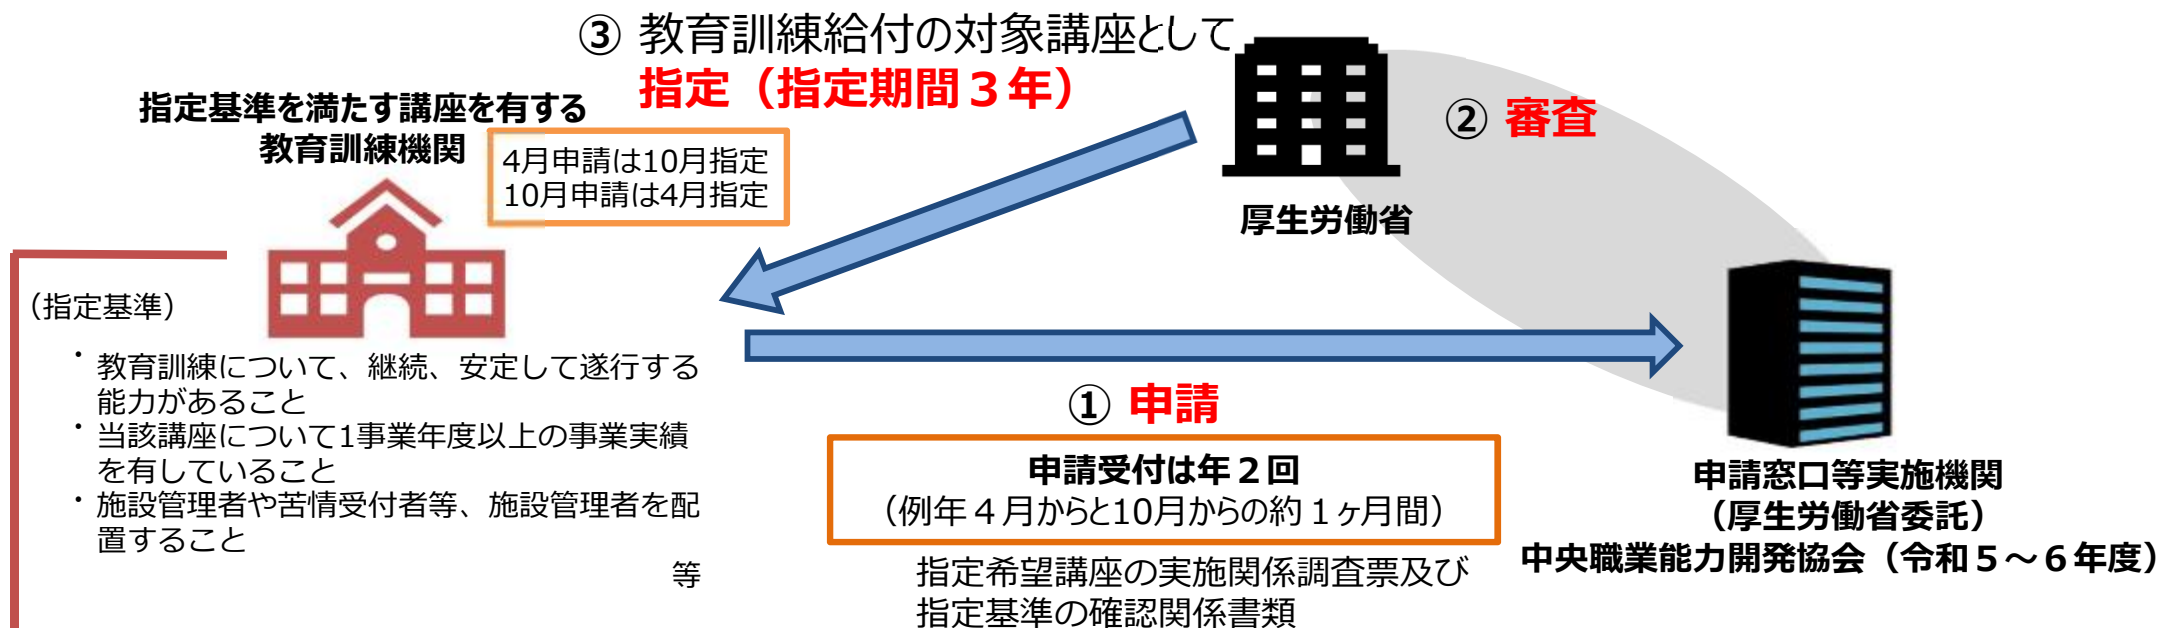 ③ 教育訓練給付の対象講座として
指定（指定期間３年）
指定基準を満たす講座を有する
教育訓練機関
4月申請は10月指定
10月申請は4月指定
② 審査
厚生労働省
（指定基準）
・教育訓練について、継続、安定して遂行する
能力があること
・当該講座について1事業年度以上の事業実績
を有していること
・施設管理者や苦情受付者等、施設管理者を配
置すること
等
① 申請
申請受付は年２回
（例年４月からと10月からの約１ヶ月間）
指定希望講座の実施関係調査票及び
指定基準の確認関係書類
申請窓口等実施機関
（厚生労働省委託）
中央職業能力開発協会（令和５～６年度）